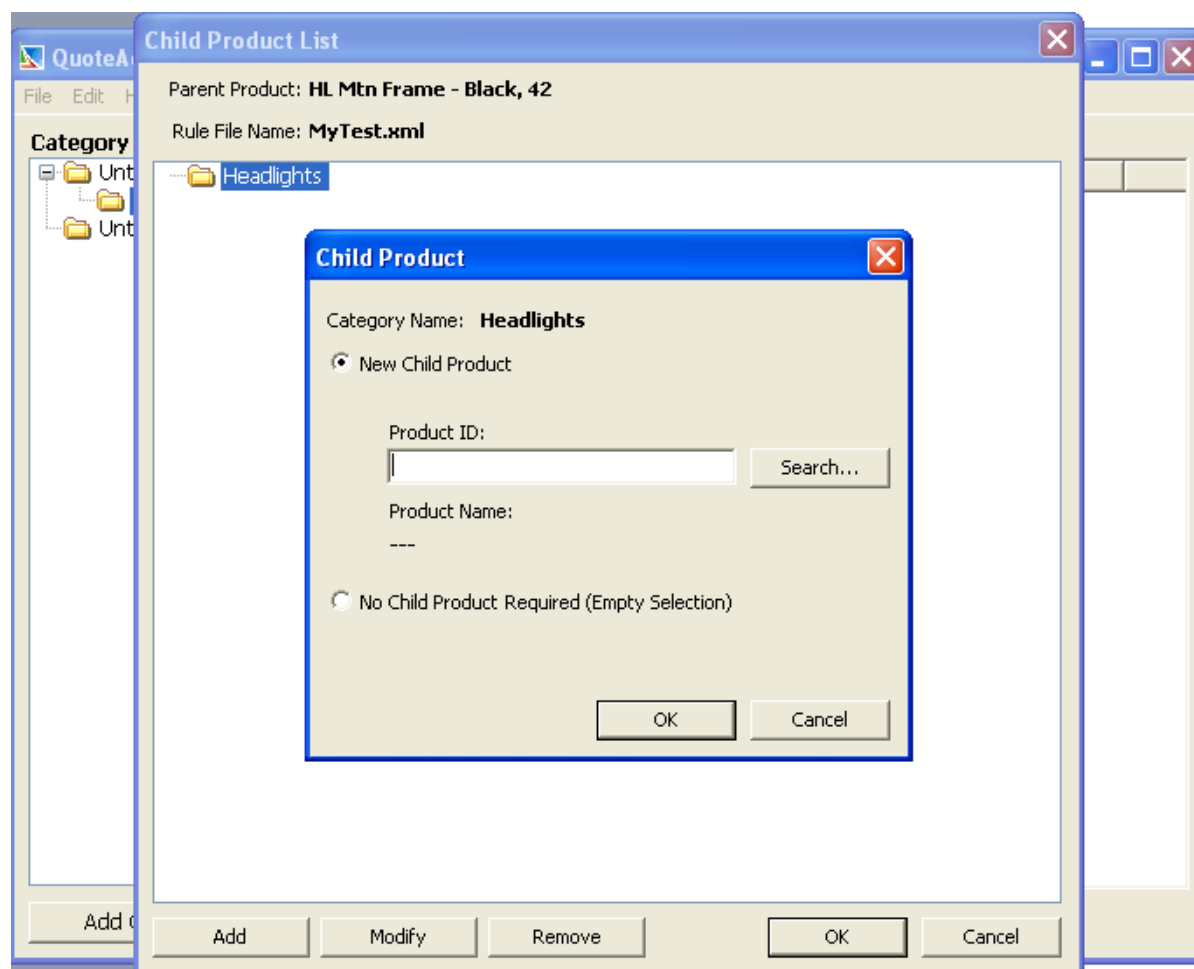 Child Product List
QuoteA
File Edit H
Parent Product: HL Mtn Frame - Black, 42
Rule File Name: MyTest.xml
Category
Unt
Unt
Headlights
Child Product
Category Name: Headlights
New Child Product
Product ID:
Search...
Product Name:
---
No Child Product Required (Empty Selection)
OK Cancel
Add
Add Modify Remove OK Cancel